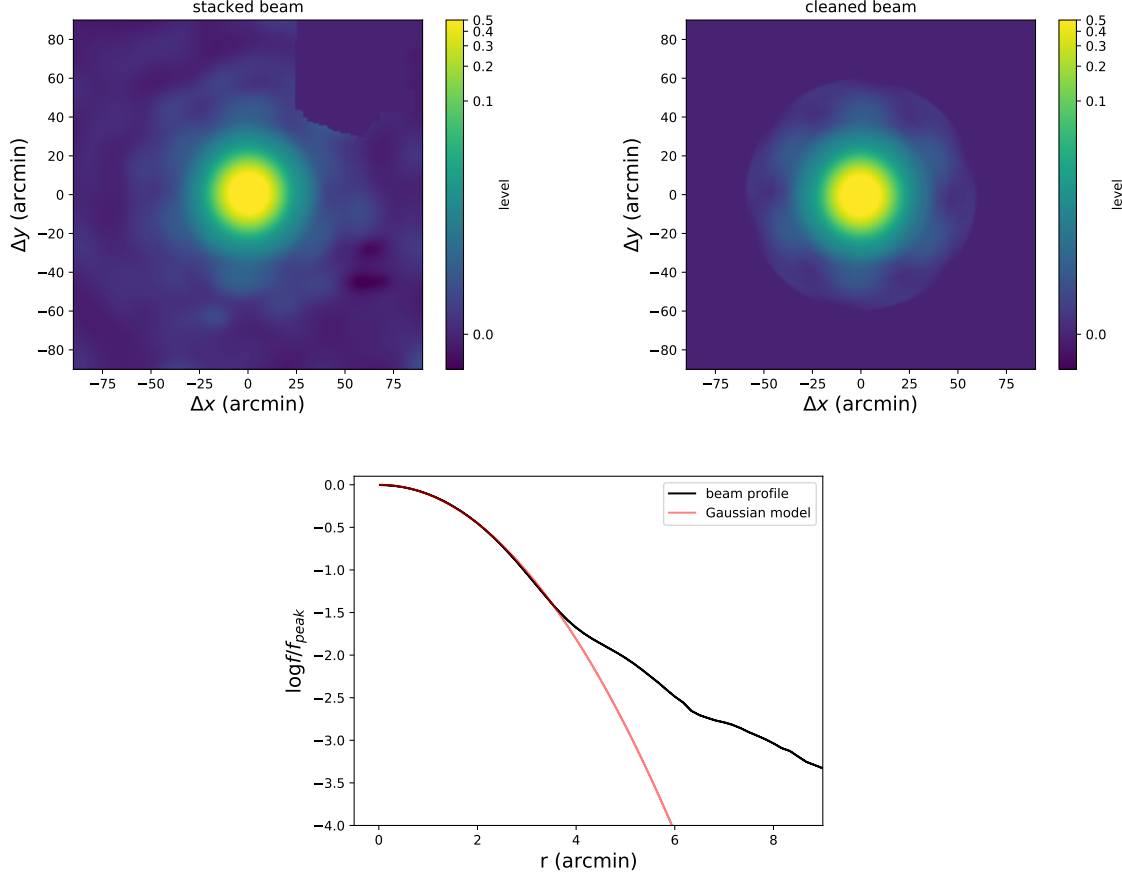 stacked beam
80
60
40
20
0
−20
−40
−60
−80
Δy (arcmin)
−75 −50 −25 0 25 50 75
Δx (arcmin)
0.5
0.4
0.3
0.2
0.1
0.0
level
cleaned beam
80
60
40
20
0
−20
−40
−60
−80
Δy (arcmin)
−75 −50 −25 0 25 50 75
Δx (arcmin)
0.5
0.4
0.3
0.2
0.1
0.0
level
beam profile
Gaussian model
0.0
−0.5
−1.0
−1.5
−2.0
−2.5
−3.0
−3.5
−4.0
logf/fpeak
0 2 4 6 8
r (arcmin)